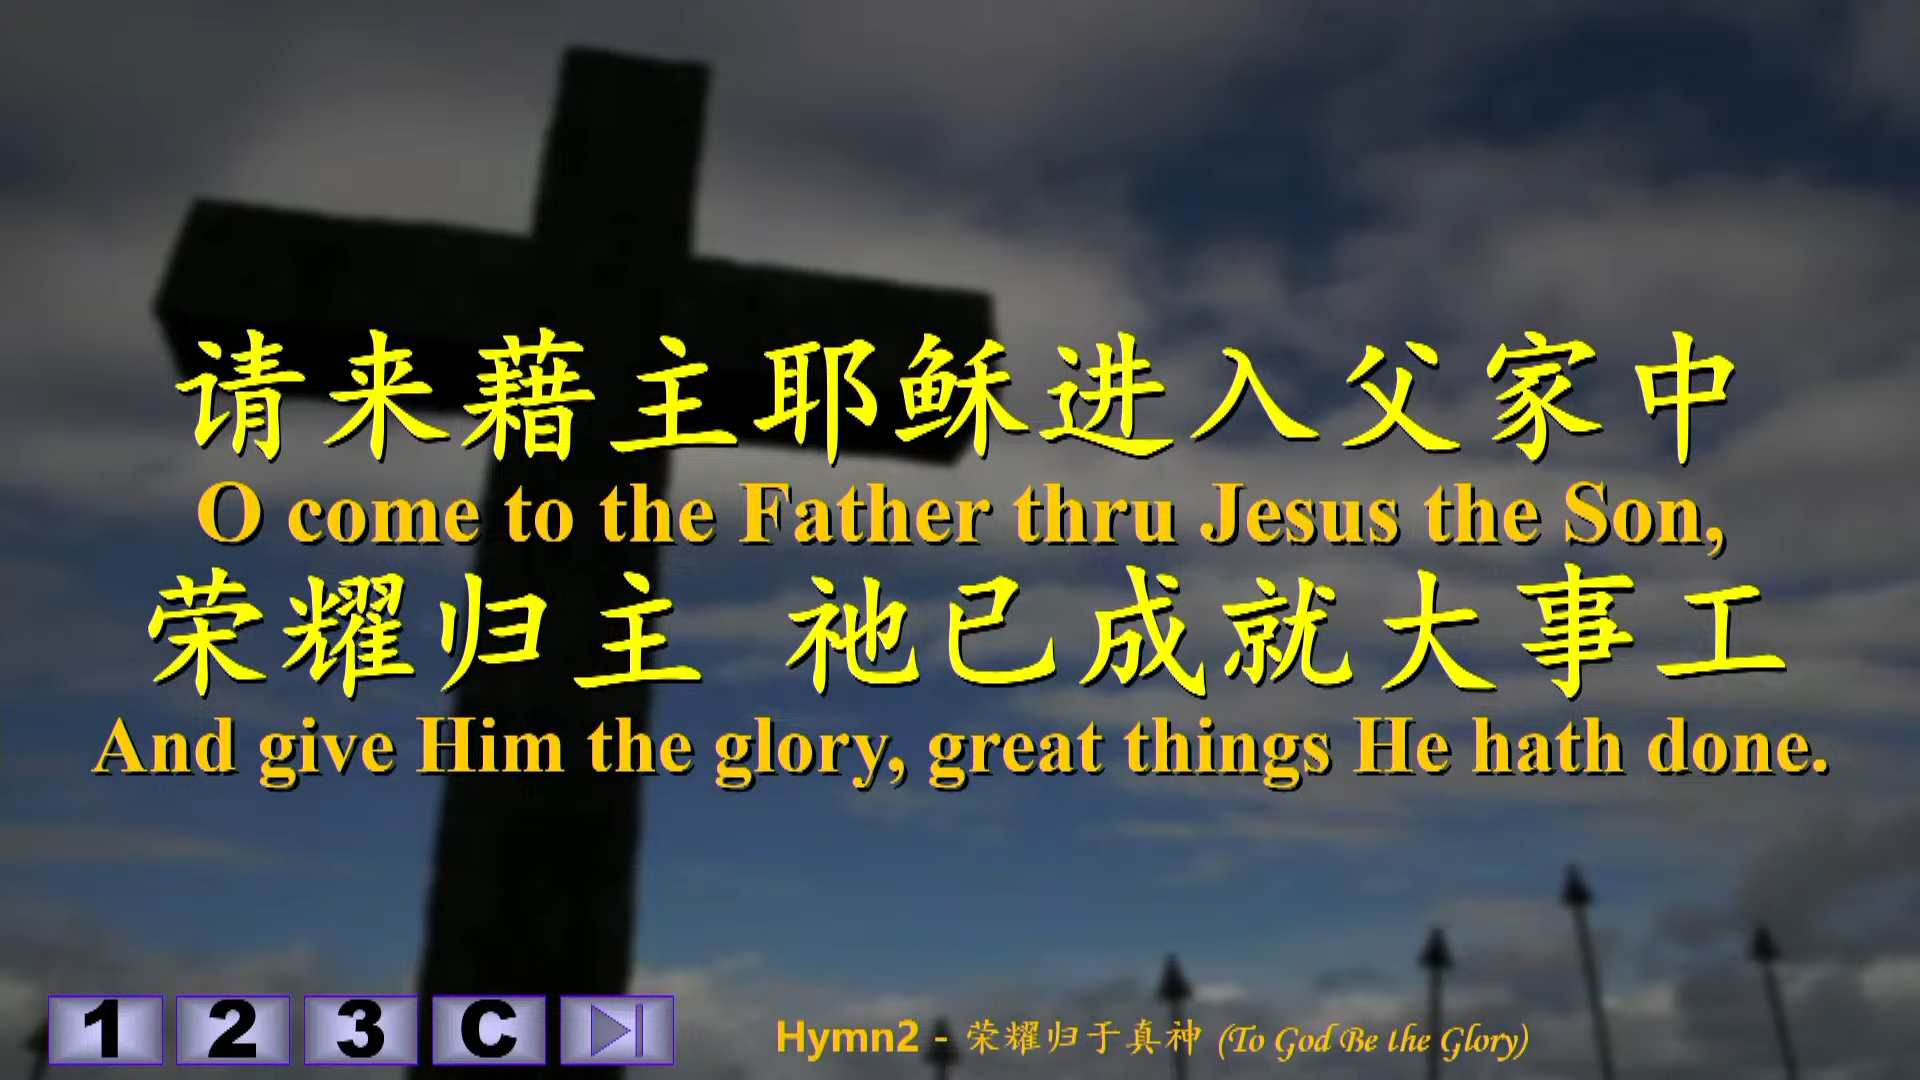 请来藉主耶稣进入父家中
O come to the Father thru Jesus the Son,
荣耀归主 祂已成就大事工
And give Him the glory, great things He hath done.
1 2 3 C
Hymn2 - 荣耀归于真神 (To God Be the Glory)